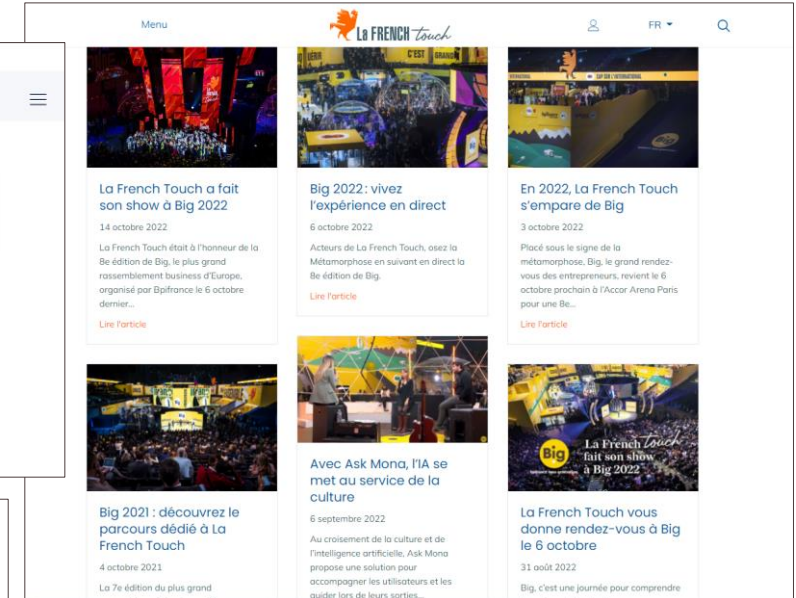 Menu
La FRENCH touch
FR
C'EST
La French Touch a fait
son show à Big 2022
14 octobre 2022
La French Touch était à l'honneur de la
8e édition de Big, le plus grand
rassemblement business d'Europe,
organisé par Bpifrance le 6 octobre
dernier...
Lire l'article
Big 2022 : vivez
l'expérience en direct
6 octobre 2022
Acteurs de La French Touch, osez la
Métamorphose en suivant en direct la
8e édition de Big.
Lire l'article
En 2022, La French Touch
s'empare de Big
3 octobre 2022
Placé sous le signe de la
métamorphose, Big, le grand rendez-
vous des entrepreneurs, revient le 6
octobre prochain à l'Accor Arena Paris
pour une 8e...
Lire l'article
Big 2021 : découvrez le
parcours dédié à La
French Touch
4 octobre 2021
La 7e édition du plus grand
Avec Ask Mona, l'IA se
met au service de la
culture
6 septembre 2022
Au croisement de la culture et de
l'intelligence artificielle, Ask Mona
propose une solution pour
accompagner les utilisateurs et les
guider lors de leurs sorties...
Big
La French touch
fait son show
à Big 2022
La French Touch vous
donne rendez-vous à Big
le 6 octobre
31 août 2022
Big, c'est une journée pour comprendre